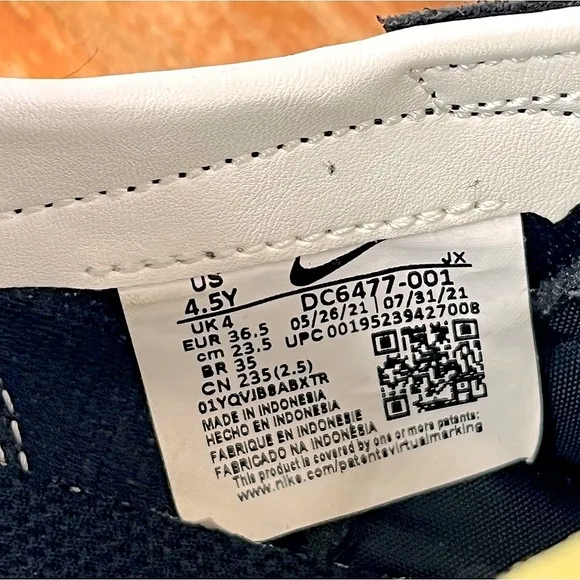 JX
US
4.5Y
DC6477-001
UK 4
05/26/21 07/31/21
EUR 36.5
UPC 00195239427008
cm 23.5
BR 35
CN 235(2.5)
01YQVJB8ABXTR
MADE IN INDONESIA
HECHO EN INDONESIA
FABRIQUE EN INDONESIE
FABRICADO NA INDONÉSIA
This product is covered by one or more patents:
www.nike.com/patentsvirtualmarking